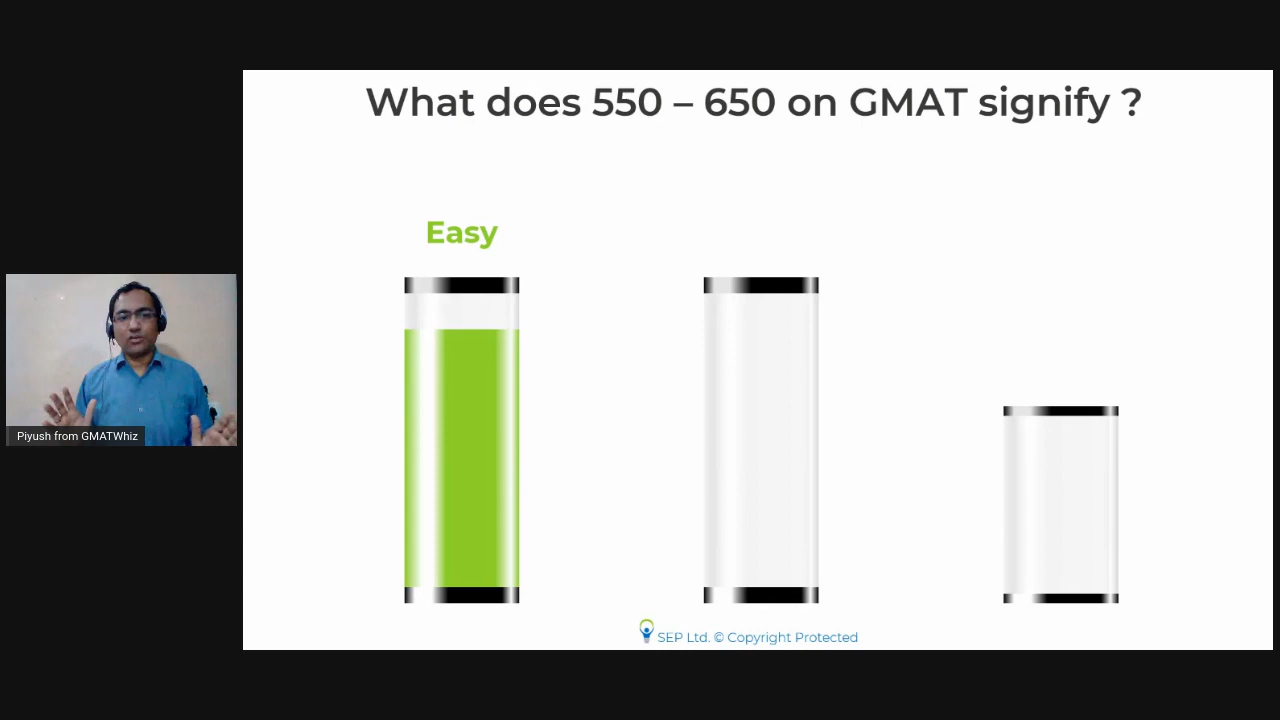 What does 550 – 650 on GMAT signify ?
Easy
Piyush from GMATWhiz
SEP Ltd. © Copyright Protected